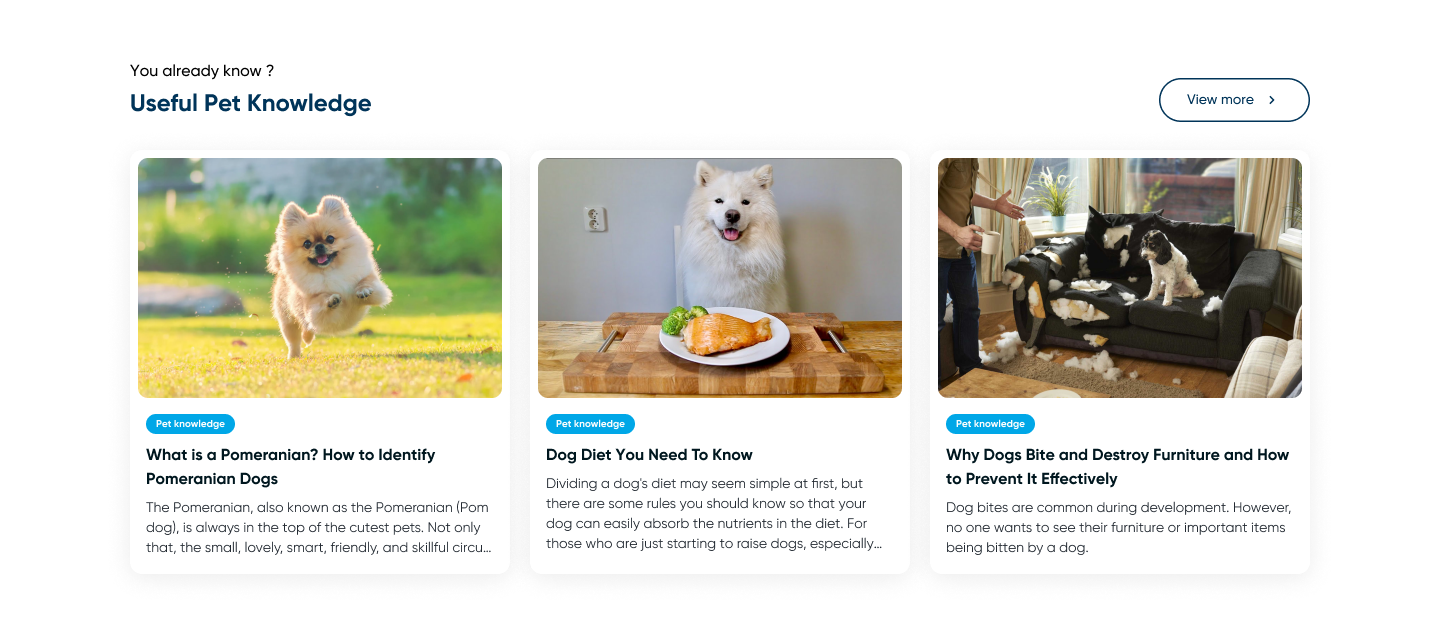 You already know ?
Useful Pet Knowledge
View more
Pet knowledge
What is a Pomeranian? How to Identify
Pomeranian Dogs
The Pomeranian, also known as the Pomeranian (Pom
dog), is always in the top of the cutest pets. Not only
that, the small, lovely, smart, friendly, and skillful circu...
Pet knowledge
Dog Diet You Need To Know
Dividing a dog's diet may seem simple at first, but
there are some rules you should know so that your
dog can easily absorb the nutrients in the diet. For
those who are just starting to raise dogs, especially...
Pet knowledge
Why Dogs Bite and Destroy Furniture and How
to Prevent It Effectively
Dog bites are common during development. However,
no one wants to see their furniture or important items
being bitten by a dog.